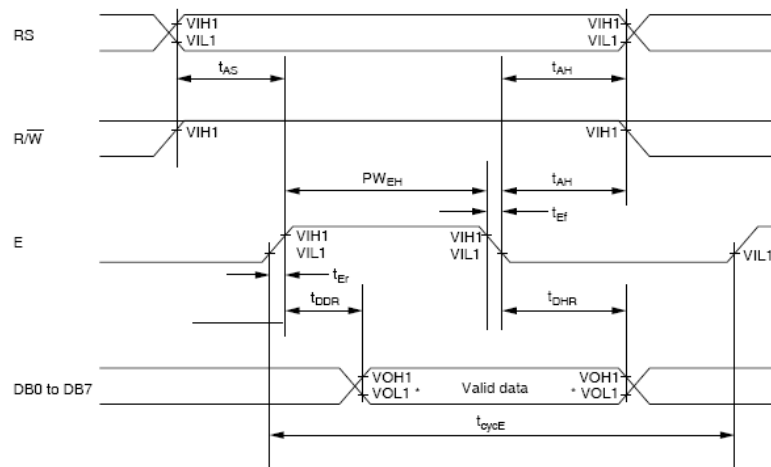 RS
VIH1
VIL1
VIH1
VIL1
tAS
tAH
R/W
VIH1
VIH1
PWEH
tAH
tEf
E
VIH1
VIL1
VIH1
VIL1
VIL1
tEr
tDDR
tDHR
DB0 to DB7
VOH1
VOL1 *
Valid data
VOH1
* VOL1
tcycE